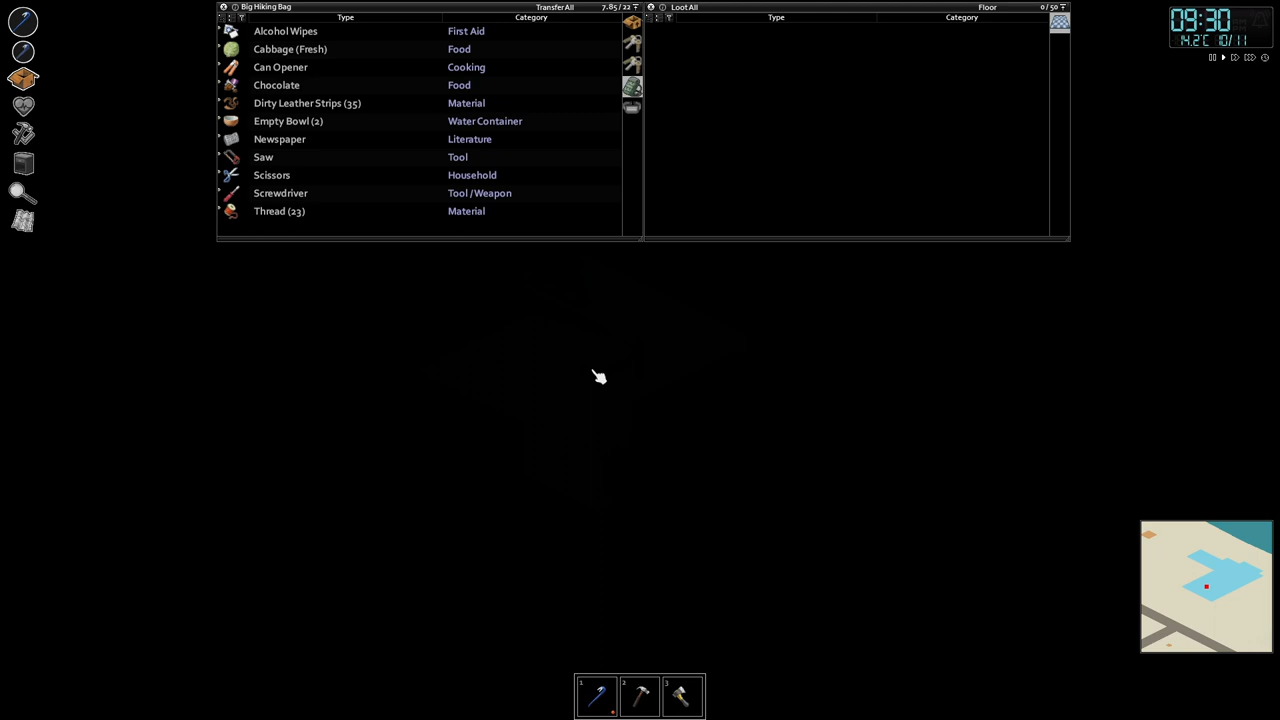 Big Hiking Bag Transfer All 7.85 / 22
Type Category
Alcohol Wipes First Aid
Cabbage (Fresh) Food
Can Opener Cooking
Chocolate Food
Dirty Leather Strips (35) Material
Empty Bowl (2) Water Container
Newspaper Literature
Saw Tool
Scissors Household
Screwdriver Tool / Weapon
Thread (23) Material
Loot All Floor 0 / 50
Type Category
09:30
14.2°C 10/11
1 2 3